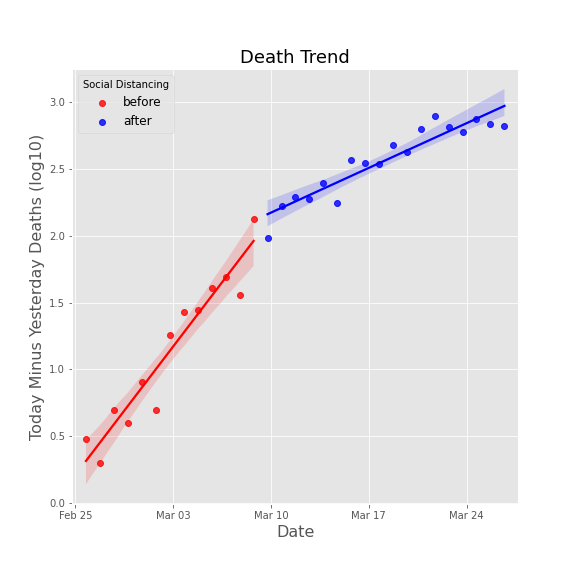 Death Trend
Social Distancing
before
after
3.0
2.5
2.0
1.5
1.0
0.5
0.0
Today Minus Yesterday Deaths (log10)
Feb 25 Mar 03 Mar 10 Mar 17 Mar 24
Date